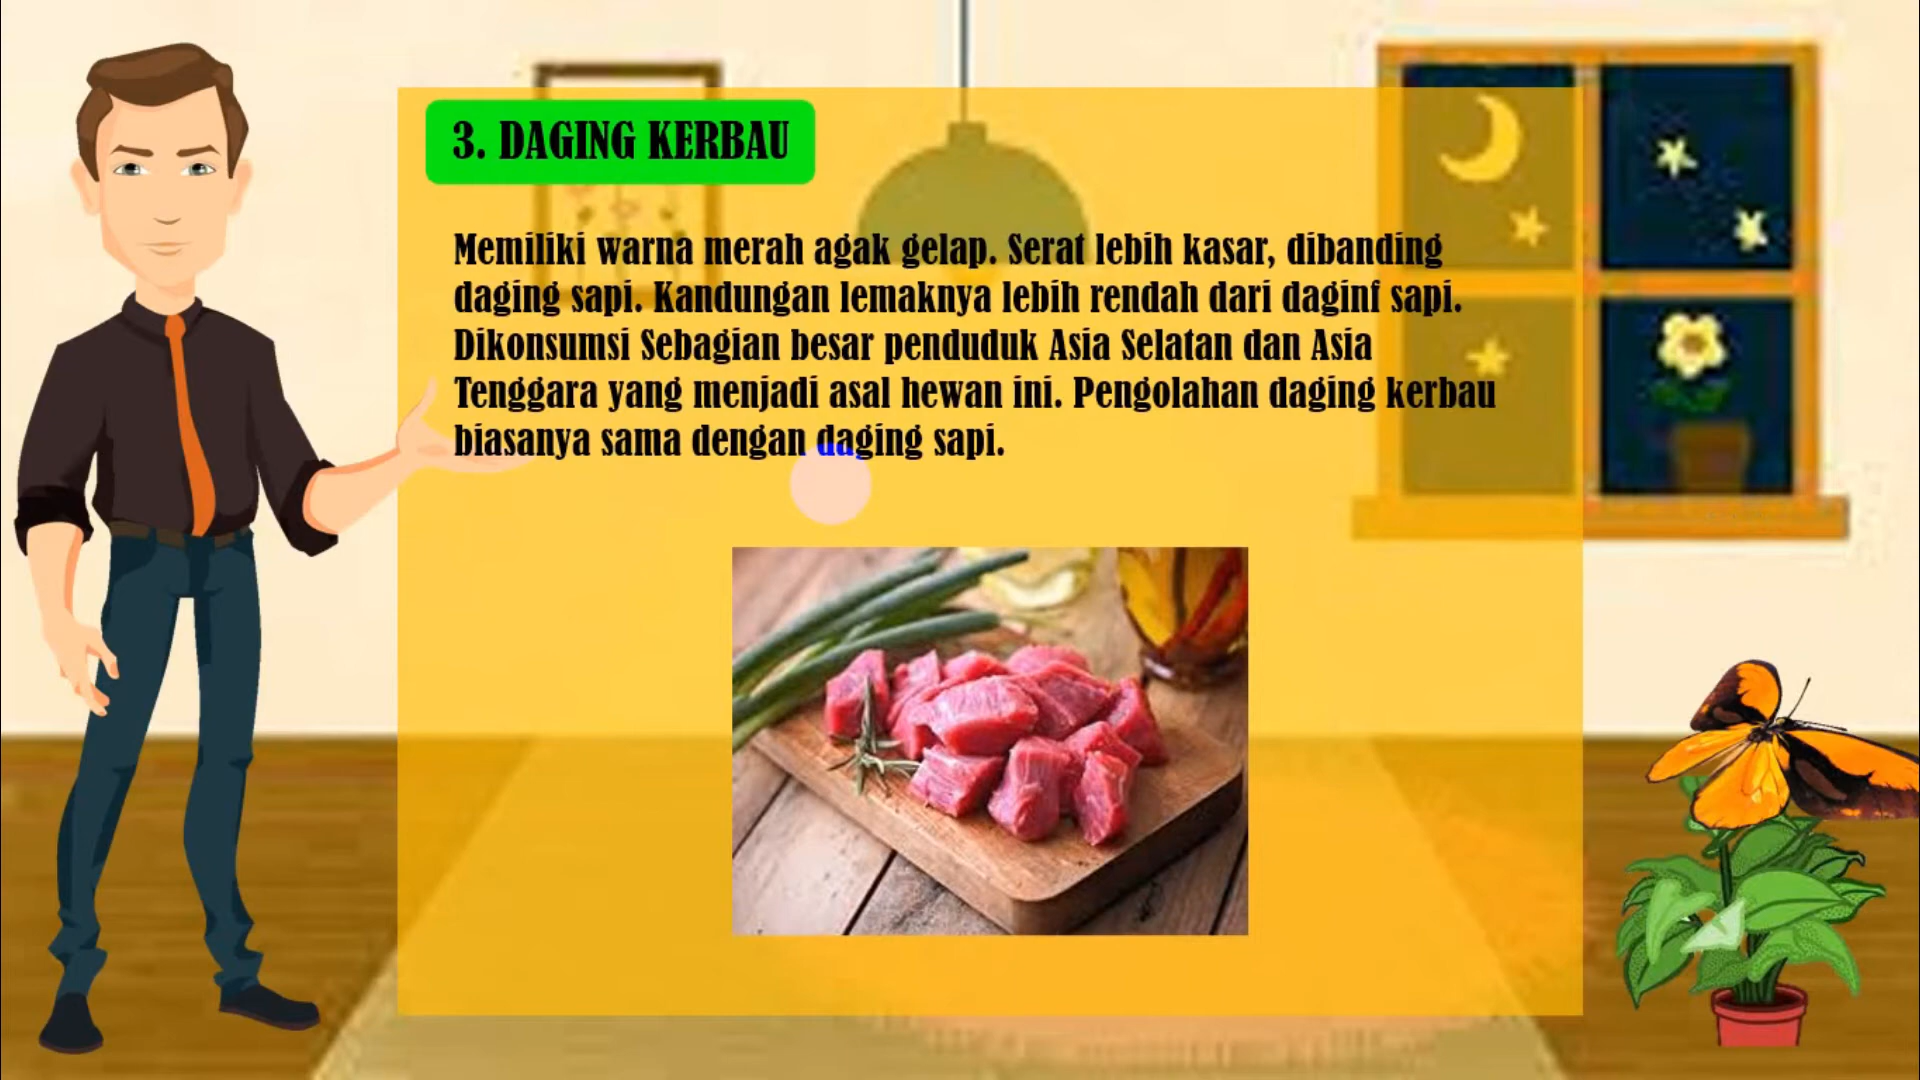 3. DAGING KERBAU
Memiliki warna merah agak gelap. Serat lebih kasar, dibanding
daging sapi. Kandungan lemaknya lebih rendah dari daginf sapi.
Dikonsumsi Sebagian besar penduduk Asia Selatan dan Asia
Tenggara yang menjadi asal hewan ini. Pengolahan daging kerbau
biasanya sama dengan daging sapi.